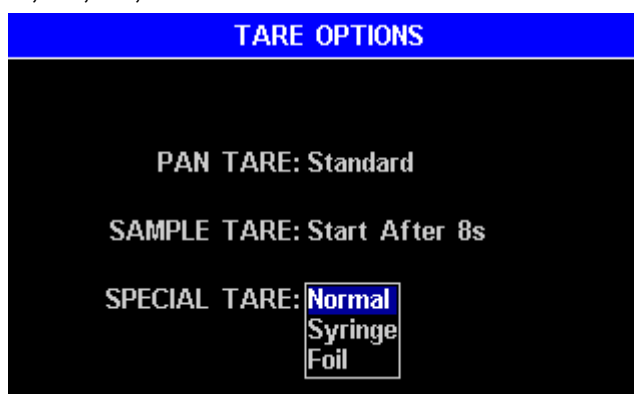 TARE OPTIONS
PAN TARE: Standard
SAMPLE TARE: Start After 8s
SPECIAL TARE: Normal
Syringe
Foil